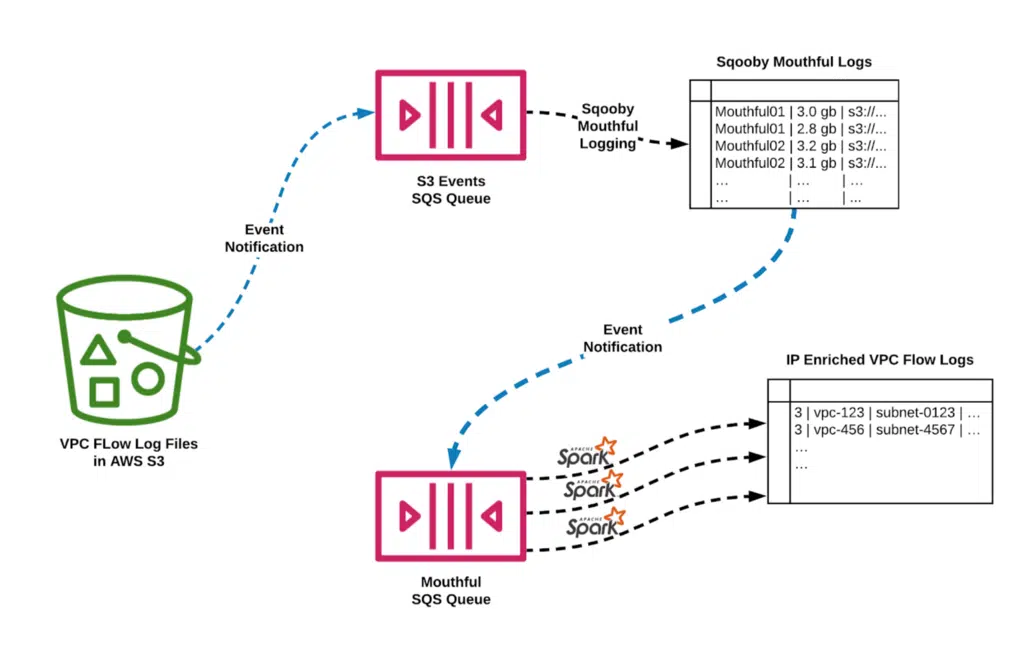 Sqooby Mouthful Logs
Mouthful01 | 3.0 gb | s3://...
Mouthful01 | 2.8 gb | s3://...
Mouthful02 | 3.2 gb | s3://...
Mouthful02 | 3.1 gb | s3://...
... | ... | ...
... | ... | ...
Sqooby
Mouthful
Logging
S3 Events
SQS Queue
Event
Notification
Event
Notification
IP Enriched VPC Flow Logs
3 | vpc-123 | subnet-0123 | ...
3 | vpc-456 | subnet-4567 | ...
...
...
VPC FLow Log Files
in AWS S3
APACHE
Spark
APACHE
Spark
APACHE
Spark
Mouthful
SQS Queue